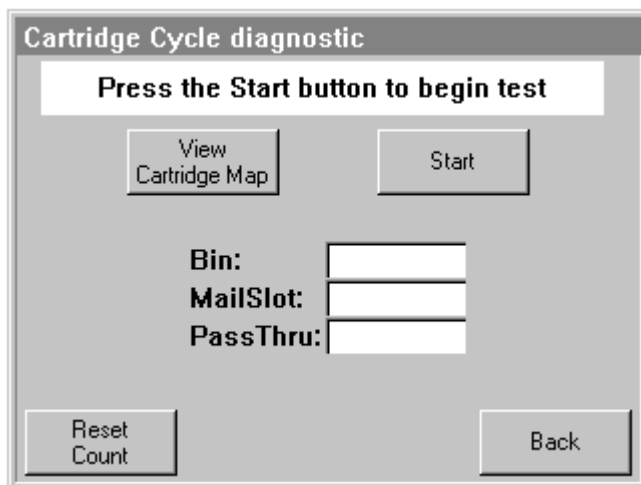 Cartridge Cycle diagnostic
Press the Start button to begin test
View
Cartridge Map
Start
Bin:
MailSlot:
PassThru:
Reset
Count
Back